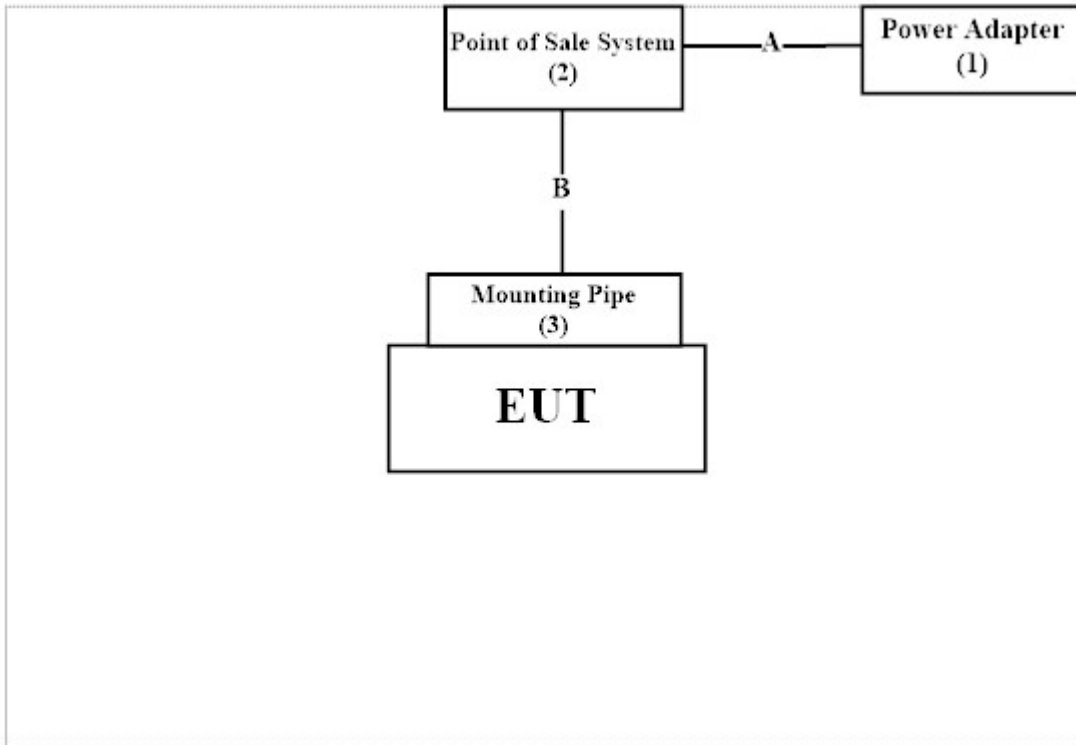 Point of Sale System
(2)
A
Power Adapter
(1)
B
Mounting Pipe
(3)
EUT